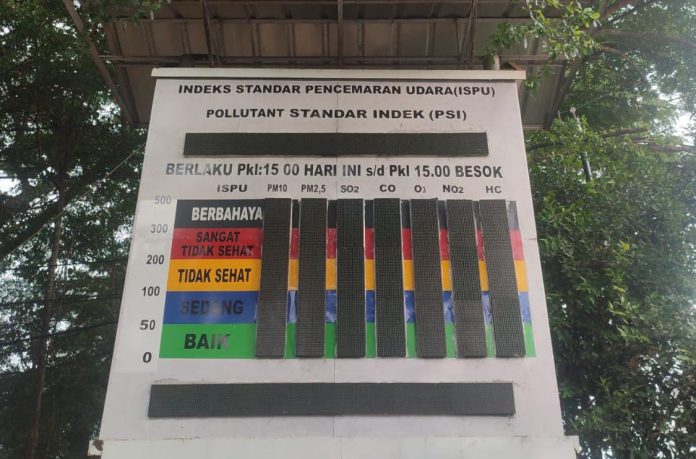 INDEKS STANDAR PENCEMARAN UDARA(ISPU)
POLLUTANT STANDAR INDEK (PSI)
BERLAKU Pkl:15 00 HARI INI s/d Pkl 15.00 BESOK
ISPU PM10 PM2,5 SO2 CO O3 NO2 HC
500
BERBAHAYA
300
SANGAT
TIDAK SEHAT
200
TIDAK SEHAT
100
SEDANG
50
BAIK
0